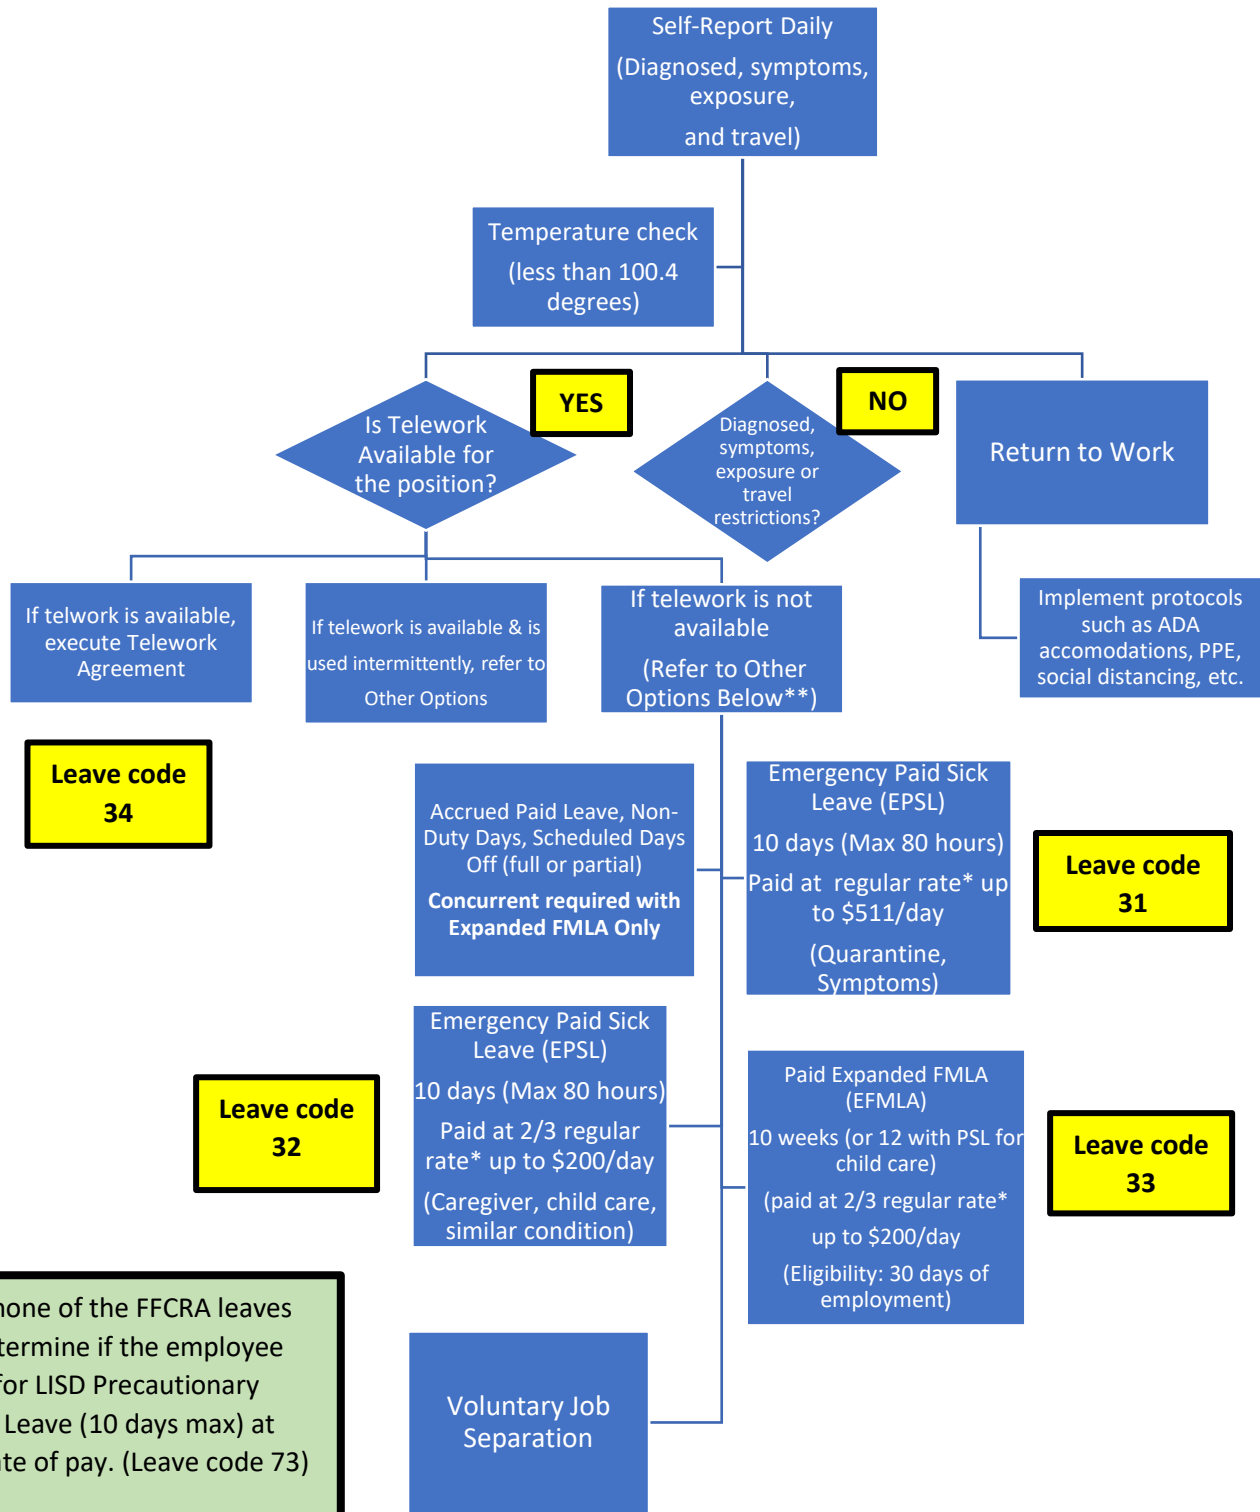 Self-Report Daily
(Diagnosed, symptoms,
exposure,
and travel)
Temperature check
(less than 100.4
degrees)
Is Telework
Available for
the position?
YES
Diagnosed,
symptoms,
exposure or
travel
restrictions?
NO
Return to Work
If telwork is available,
execute Telework
Agreement
If telework is available & is
used intermittently, refer to
Other Options
If telework is not
available
(Refer to Other
Options Below**)
Implement protocols
such as ADA
accomodations, PPE,
social distancing, etc.
Leave code
34
Accrued Paid Leave, Non-
Duty Days, Scheduled Days
Off (full or partial)
Concurrent required with
Expanded FMLA Only
Emergency Paid Sick
Leave (EPSL)
10 days (Max 80 hours)
Paid at regular rate* up
to $511/day
(Quarantine,
Symptoms)
Leave code
31
Leave code
32
Emergency Paid Sick
Leave (EPSL)
10 days (Max 80 hours)
Paid at 2/3 regular
rate* up to $200/day
(Caregiver, child care,
similar condition)
Paid Expanded FMLA
(EFMLA)
10 weeks (or 12 with PSL for
child care)
(paid at 2/3 regular rate*
up to $200/day
(Eligibility: 30 days of
employment)
Leave code
33
none of the FFCRA leaves
termine if the employee
for LISD Precautionary
Leave (10 days max) at
ate of pay. (Leave code 73)
Voluntary Job
Separation